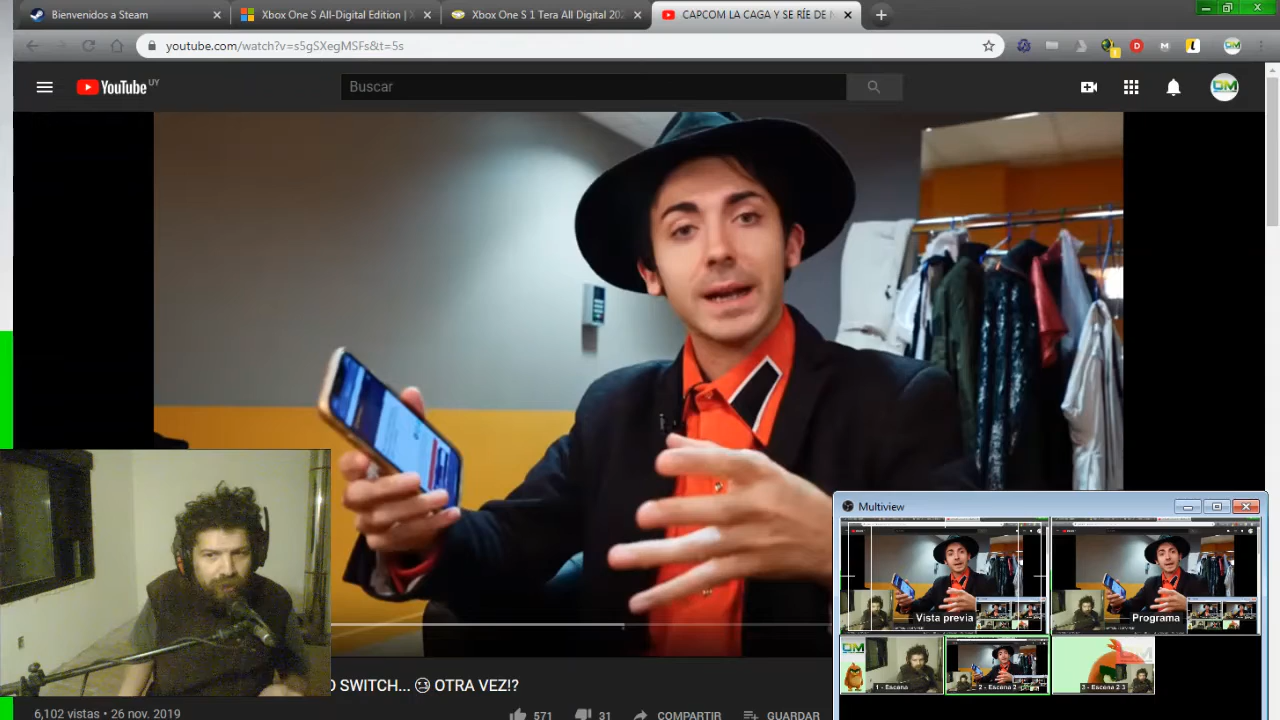 Bienvenidos a Steam
Xbox One S All-Digital Edition | X
Xbox One S 1 Tera All Digital 202
CAPCOM LA CAGA Y SE RÍE DE N
youtube.com/watch?v=s5gSXegMSFs&t=5s
YouTube UY
Buscar
OM
Multiview
Vista previa
Programa
1 - Escena
2 - Escena 2
3 - Escena 2 3
O SWITCH... 😉 OTRA VEZ!?
6,102 vistas • 26 nov. 2019
571
31
COMPARTIR
GUARDAR